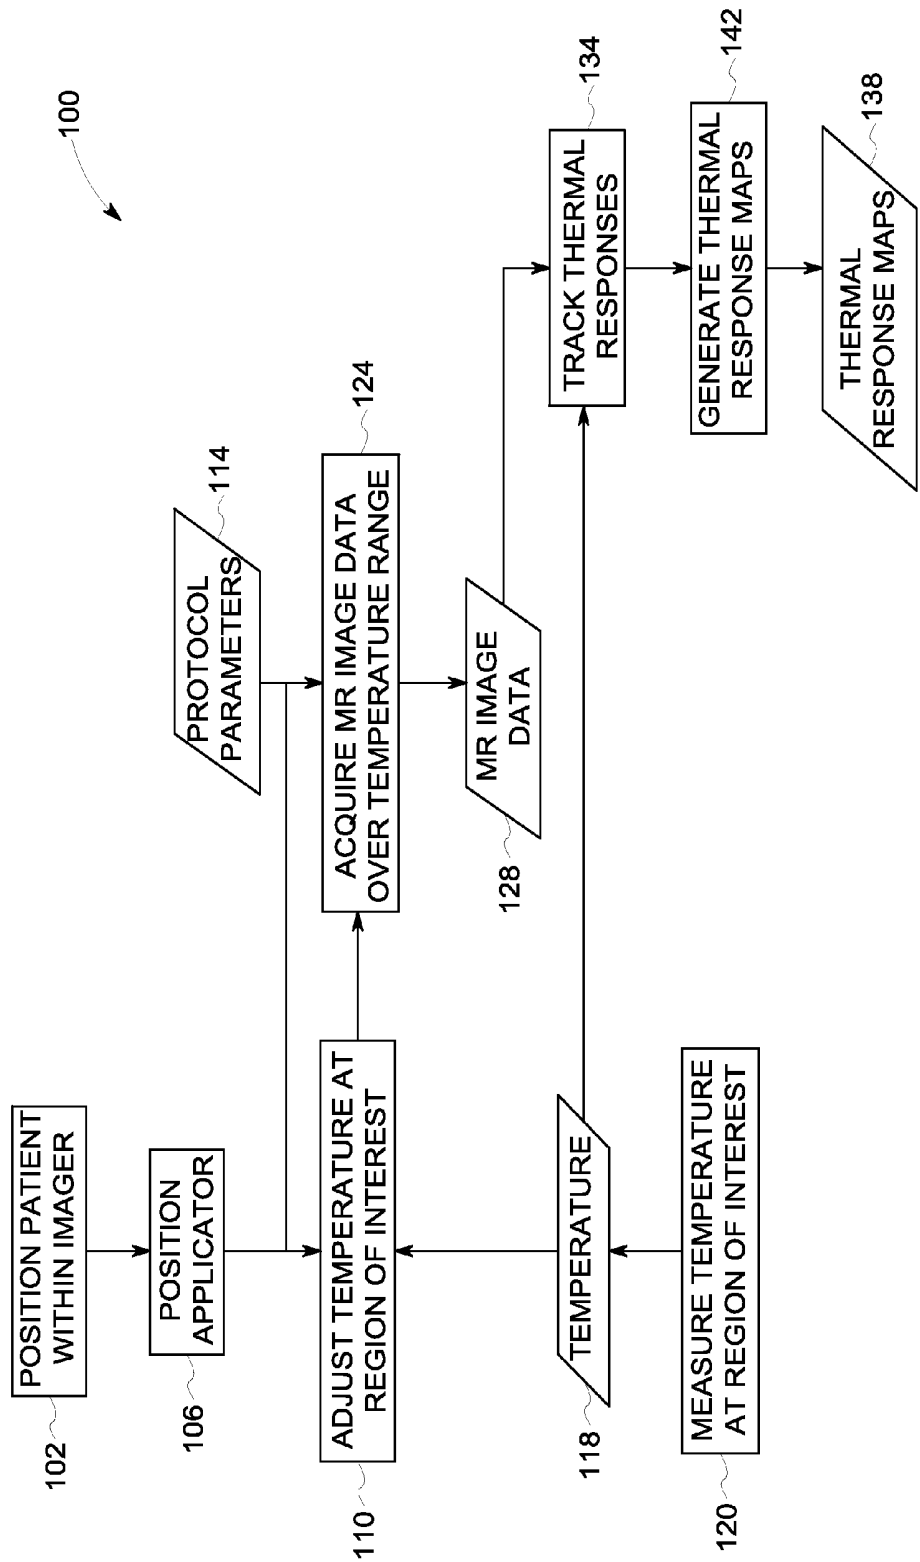 100
POSITION PATIENT
WITHIN IMAGER
102
POSITION
APPLICATOR
106
PROTOCOL
PARAMETERS
114
ADJUST TEMPERATURE AT
REGION OF INTEREST
110
ACQUIRE MR IMAGE DATA
OVER TEMPERATURE RANGE
124
MR IMAGE
DATA
128
TEMPERATURE
118
MEASURE TEMPERATURE
AT REGION OF INTEREST
120
TRACK THERMAL
RESPONSES
134
GENERATE THERMAL
RESPONSE MAPS
142
THERMAL
RESPONSE MAPS
138